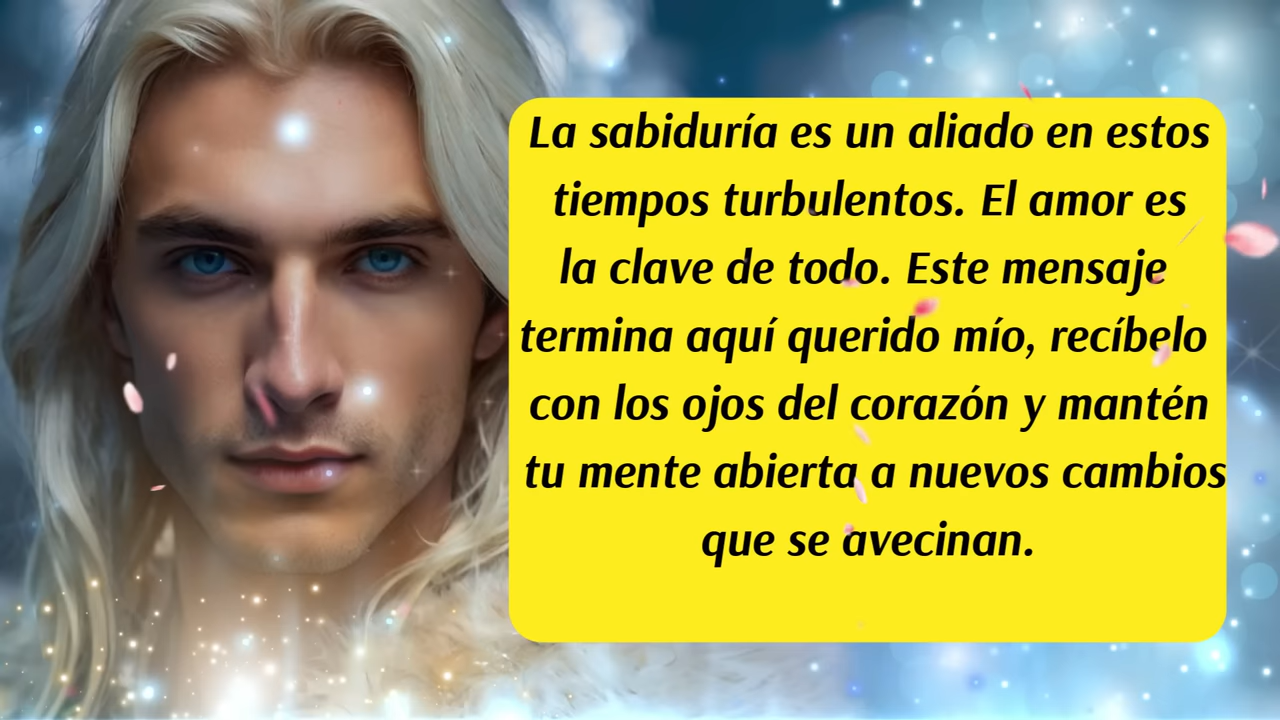 La sabiduría es un aliado en estos
tiempos turbulentos. El amor es
la clave de todo. Este mensaje
termina aquí querido mío, recíbelo
con los ojos del corazón y mantén
tu mente abierta a nuevos cambios
que se avecinan.